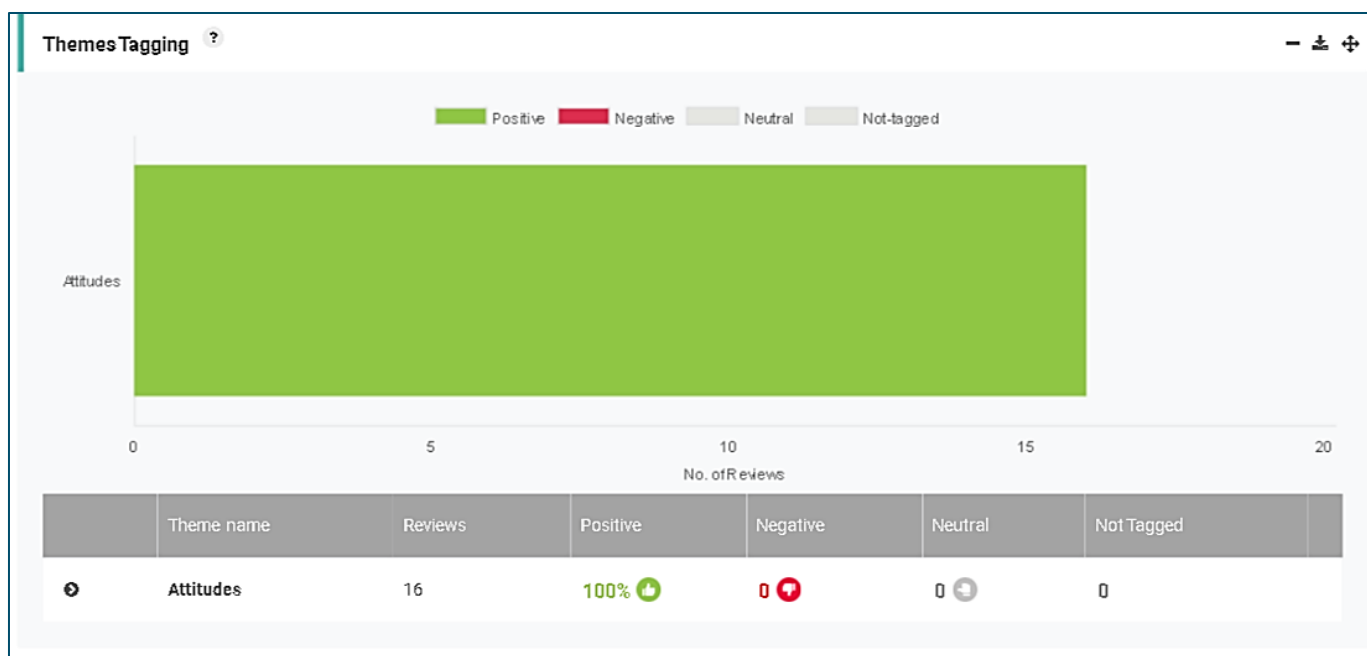 Themes Tagging ?
Positive Negative Neutral Not-tagged
Attitudes
0 5 10 15 20
No. of Reviews
Theme name Reviews Positive Negative Neutral Not Tagged
Attitudes 16 100% 0 0 0